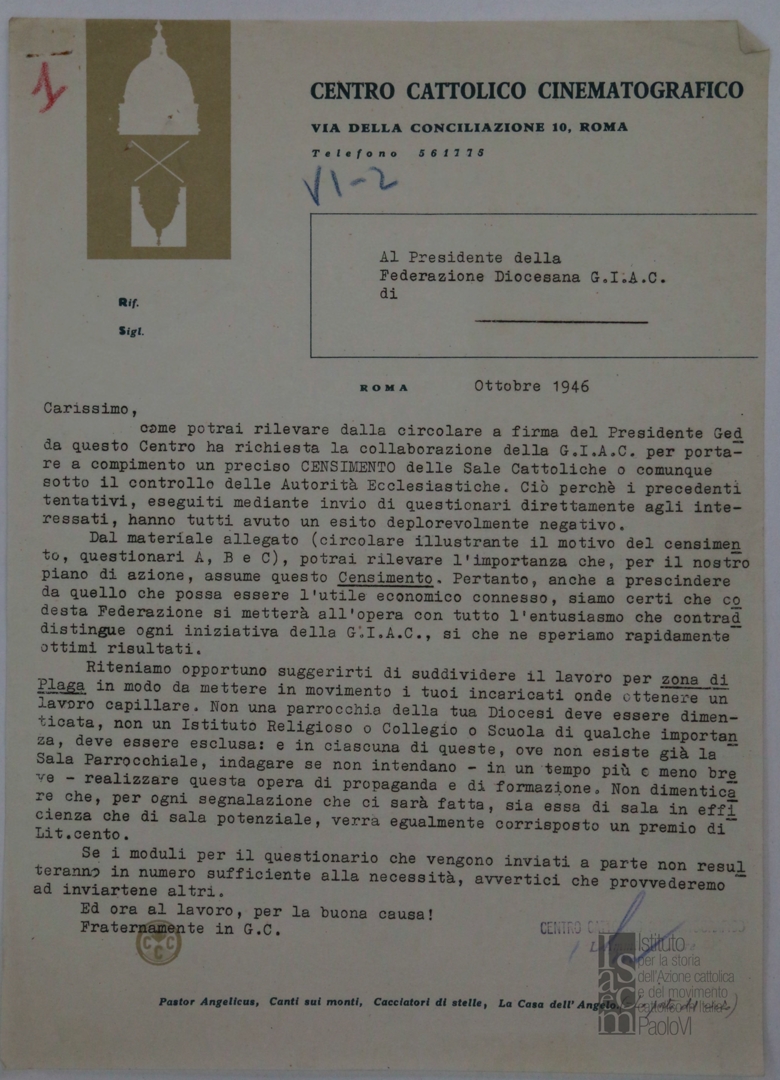 1
CENTRO CATTOLICO CINEMATOGRAFICO
VIA DELLA CONCILIAZIONE 10, ROMA
Telefono 561775
VI-2
Al Presidente della
Federazione Diocesana G.I.A.C.
di
Rif.
Sigl.
ROMA Ottobre 1946
Carissimo,
come potrai rilevare dalla circolare a firma del Presidente Ged
da questo Centro ha richiesta la collaborazione della G.I.A.C. per porta-
re a compimento un preciso CENSIMENTO delle Sale Cattoliche o comunque
sotto il controllo delle Autorità Ecclesiastiche. Ciò perchè i precedenti
tentativi, eseguiti mediante invio di questionari direttamente agli inte-
ressati, hanno tutti avuto un esito deplorevolmente negativo.
Dal materiale allegato (circolare illustrante il motivo del censimen
to, questionari A, B e C), potrai rilevare l'importanza che, per il nostro
piano di azione, assume questo Censimento. Pertanto, anche a prescindere
da quello che possa essere l'utile economico connesso, siamo certi che co
desta Federazione si metterà all'opera con tutto l'entusiasmo che contrad
distingue ogni iniziativa della G.I.A.C., si che ne speriamo rapidamente
ottimi risultati.
Riteniamo opportuno suggerirti di suddividere il lavoro per zona di
Plaga in modo da mettere in movimento i tuoi incaricati onde ottenere un
lavoro capillare. Non una parrocchia della tua Diocesi deve essere dimen-
ticata, non un Istituto Religioso o Collegio o Scuola di qualche importan
za, deve essere esclusa: e in ciascuna di queste, ove non esiste già la
Sala Parrocchiale, indagare se non intendano - in un tempo più o meno bre
ve - realizzare questa opera di propaganda e di formazione. Non dimentica
re che, per ogni segnalazione che ci sarà fatta, sia essa di sala in effi
cienza che di sala potenziale, verrà egualmente corrisposto un premio di
Lit.cento.
Se i moduli per il questionario che vengono inviati a parte non resul
teranno in numero sufficiente alla necessità, avvertici che provvederemo
ad inviartene altri.
Ed ora al lavoro, per la buona causa!
Fraternamente in G.C.
CCC
CENTRO
Istituto
per la storia
dell'Azione cattolica
e del movimento
cattolico in Italia
PaoloVI
isacem
Pastor Angelicus, Canti sui monti, Cacciatori di stelle, La Casa dell'Angelo